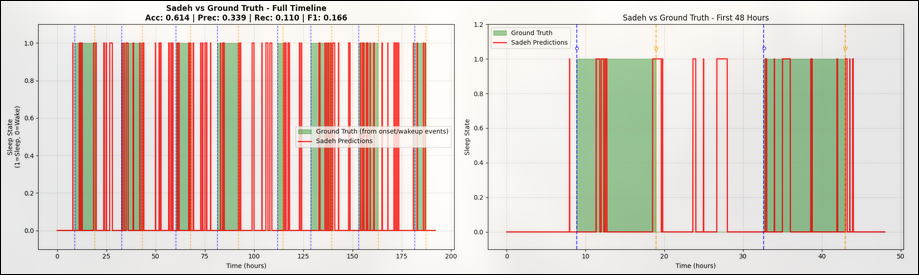 Sadeh vs Ground Truth - Full Timeline
Acc: 0.614 | Prec: 0.339 | Rec: 0.110 | F1: 0.166
Sleep State
(1=Sleep, 0=Wake)
1.0
0.8
0.6
0.4
0.2
0.0
Ground Truth (from onset/wakeup events)
Sadeh Predictions
0 25 50 75 100 125 150 175 200
Time (hours)
Sadeh vs Ground Truth - First 48 Hours
Ground Truth
Sadeh Predictions
Sleep State
1.2
1.0
0.8
0.6
0.4
0.2
0.0
0 10 20 30 40 50
Time (hours)